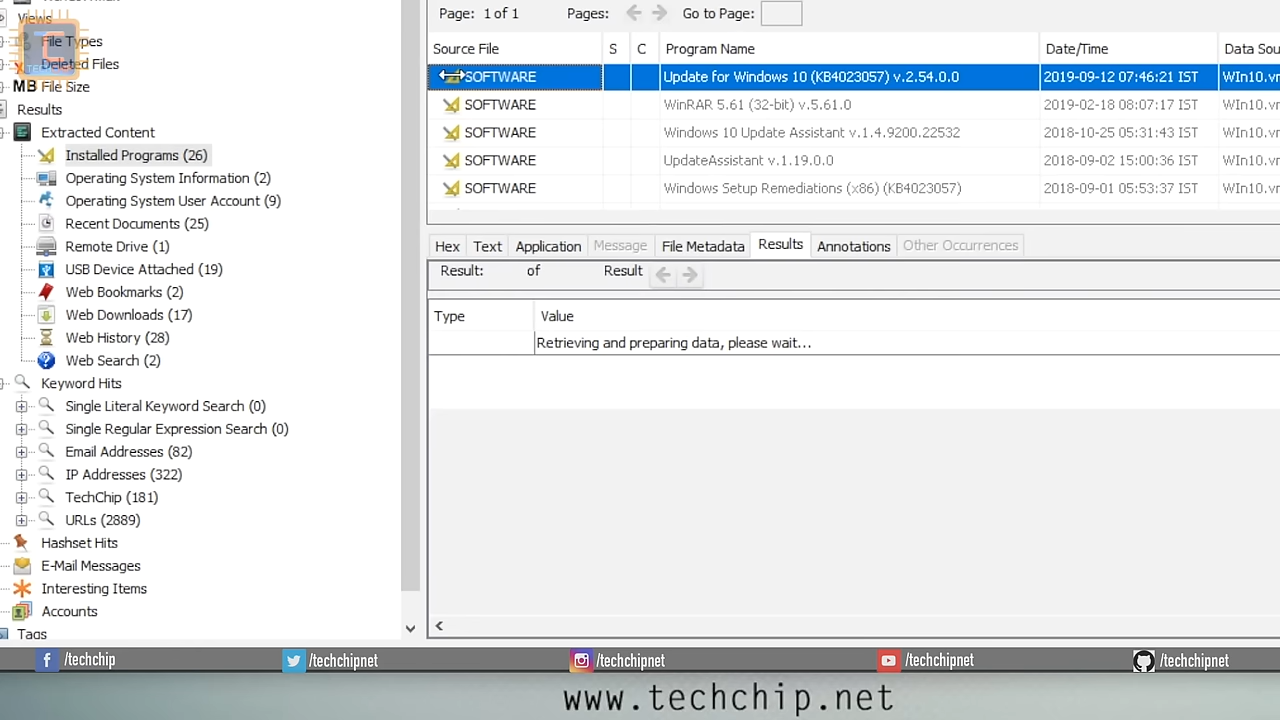 Views
File Types
Deleted Files
MB File Size
Results
Extracted Content
Installed Programs (26)
Operating System Information (2)
Operating System User Account (9)
Recent Documents (25)
Remote Drive (1)
USB Device Attached (19)
Web Bookmarks (2)
Web Downloads (17)
Web History (28)
Web Search (2)
Keyword Hits
Single Literal Keyword Search (0)
Single Regular Expression Search (0)
Email Addresses (82)
IP Addresses (322)
TechChip (181)
URLs (2889)
Hashset Hits
E-Mail Messages
Interesting Items
Accounts
Tags
Page: 1 of 1 Pages: Go to Page:
Source File S C Program Name Date/Time Data Sou
SOFTWARE Update for Windows 10 (KB4023057) v.2.54.0.0 2019-09-12 07:46:21 IST WIn10.vm
SOFTWARE WinRAR 5.61 (32-bit) v.5.61.0 2019-02-18 08:07:17 IST WIn10.vm
SOFTWARE Windows 10 Update Assistant v.1.4.9200.22532 2018-10-25 05:31:43 IST WIn10.vm
SOFTWARE UpdateAssistant v.1.19.0.0 2018-09-02 15:00:36 IST WIn10.vm
SOFTWARE Windows Setup Remediations (x86) (KB4023057) 2018-09-01 05:53:37 IST WIn10.vm
Hex Text Application Message File Metadata Results Annotations Other Occurrences
Result: of Result
Type Value
Retrieving and preparing data, please wait...
/techchip /techchipnet /techchipnet /techchipnet /techchipnet
www.techchip.net